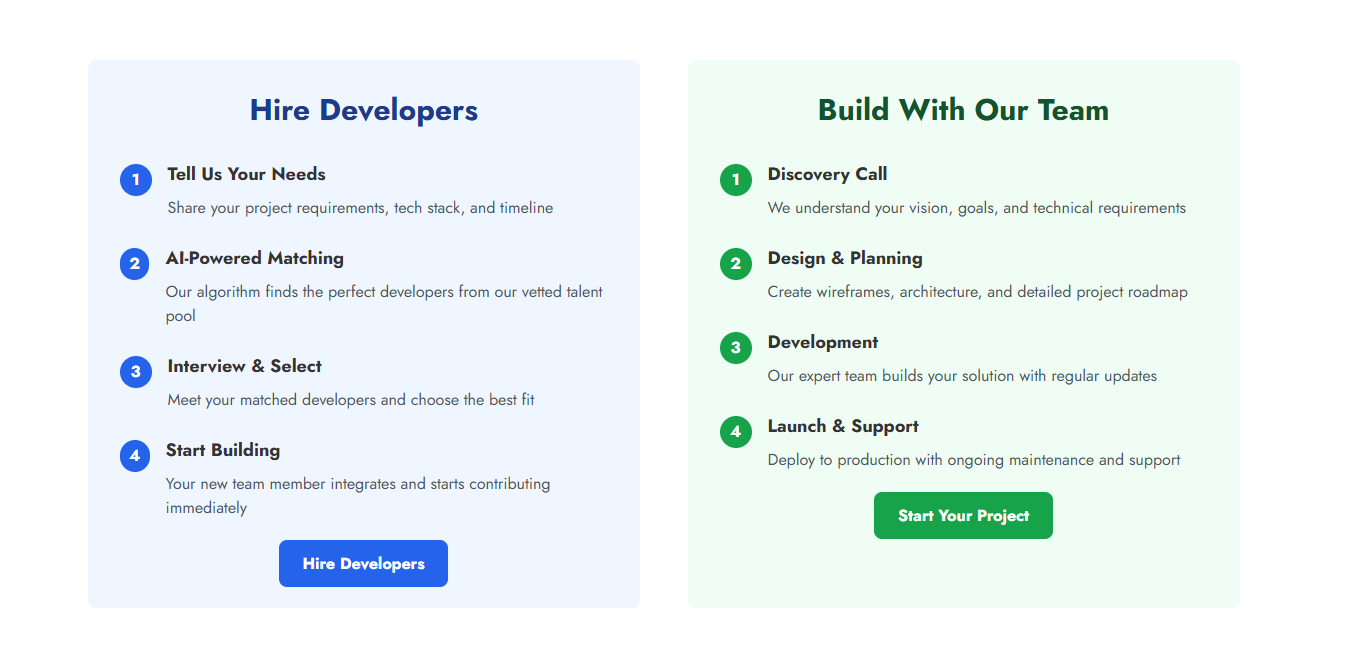 Hire Developers
1 Tell Us Your Needs
Share your project requirements, tech stack, and timeline
2 AI-Powered Matching
Our algorithm finds the perfect developers from our vetted talent
pool
3 Interview & Select
Meet your matched developers and choose the best fit
4 Start Building
Your new team member integrates and starts contributing
immediately
Hire Developers
Build With Our Team
1 Discovery Call
We understand your vision, goals, and technical requirements
2 Design & Planning
Create wireframes, architecture, and detailed project roadmap
3 Development
Our expert team builds your solution with regular updates
4 Launch & Support
Deploy to production with ongoing maintenance and support
Start Your Project